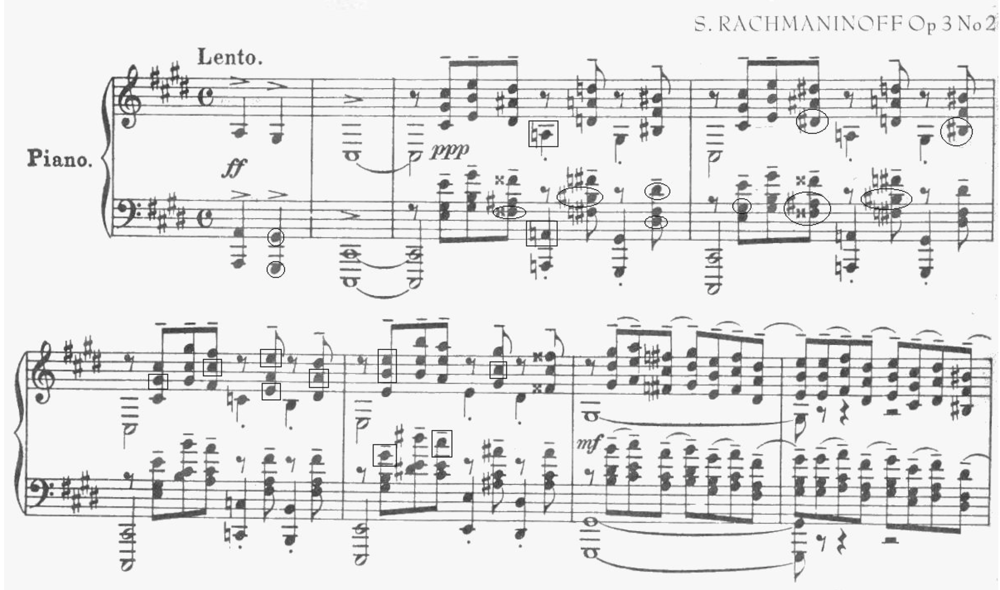 S. RACHMANINOFF Op 3 No 2
Lento.
Piano.
ff
ppp
mf